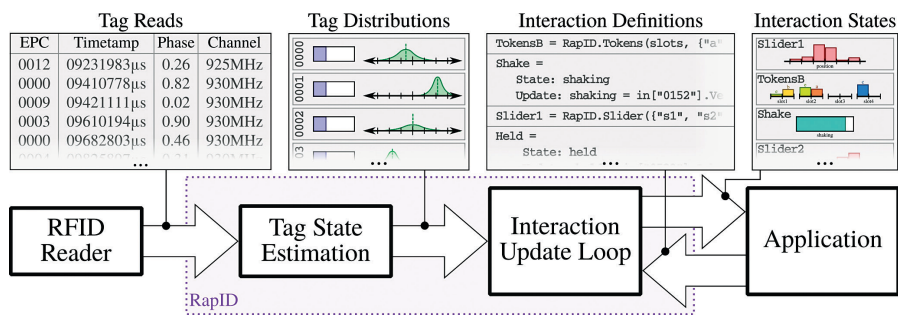 Tag Reads
EPC Timetamp Phase Channel
0012 09231983µs 0.26 925MHz
0000 09410778µs 0.82 930MHz
0009 09421111µs 0.02 930MHz
0003 09610194µs 0.90 930MHz
0000 09682803µs 0.46 930MHz
...
Tag Distributions
0000
0001
0002
03
...
Interaction Definitions
TokensB = RapID.Tokens(slots, {"a"
Shake =
State: shaking
Update: shaking = in["0152"].Ve
Slider1 = RapID.Slider({"s1", "s2"
Held =
State: held
...
Interaction States
Slider1
position
TokensB
slot1 slot2 slot3 slot4
Shake
shaking
Slider2
...
RFID
Reader
Tag State
Estimation
Interaction
Update Loop
Application
RapID